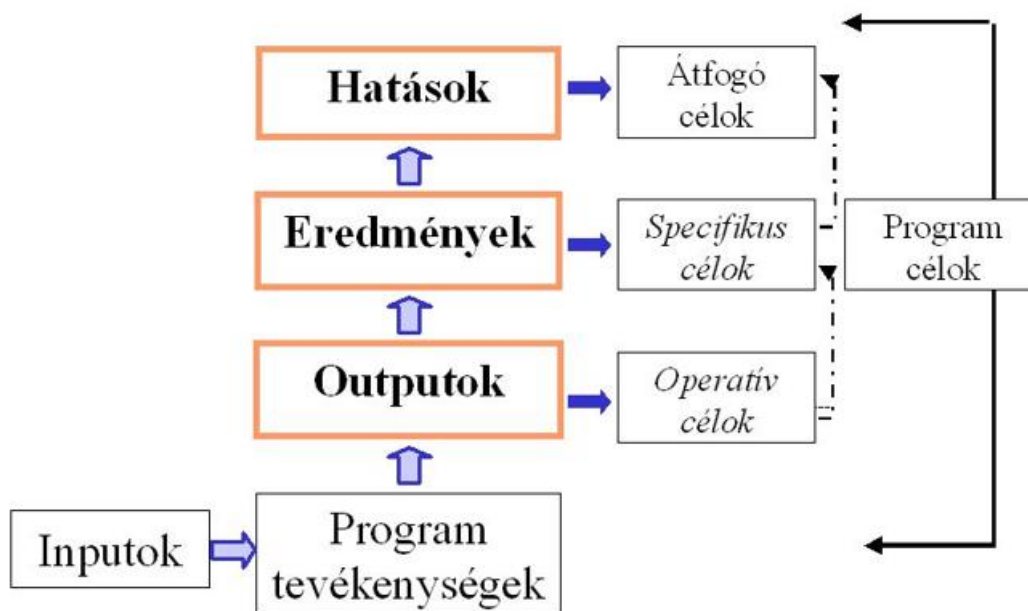 Hatások
Átfogó
célok
Eredmények
Specifikus
célok
Program
célok
Outputok
Operatív
célok
Inputok
Program
tevékenységek